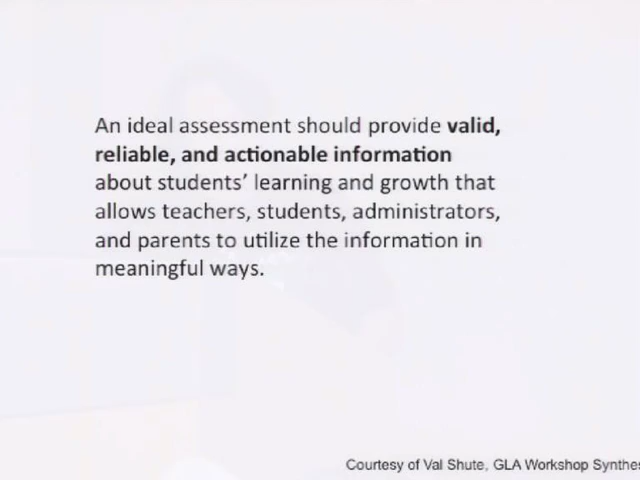 An ideal assessment should provide valid,
reliable, and actionable information
about students' learning and growth that
allows teachers, students, administrators,
and parents to utilize the information in
meaningful ways.
Courtesy of Val Shute, GLA Workshop Synthes